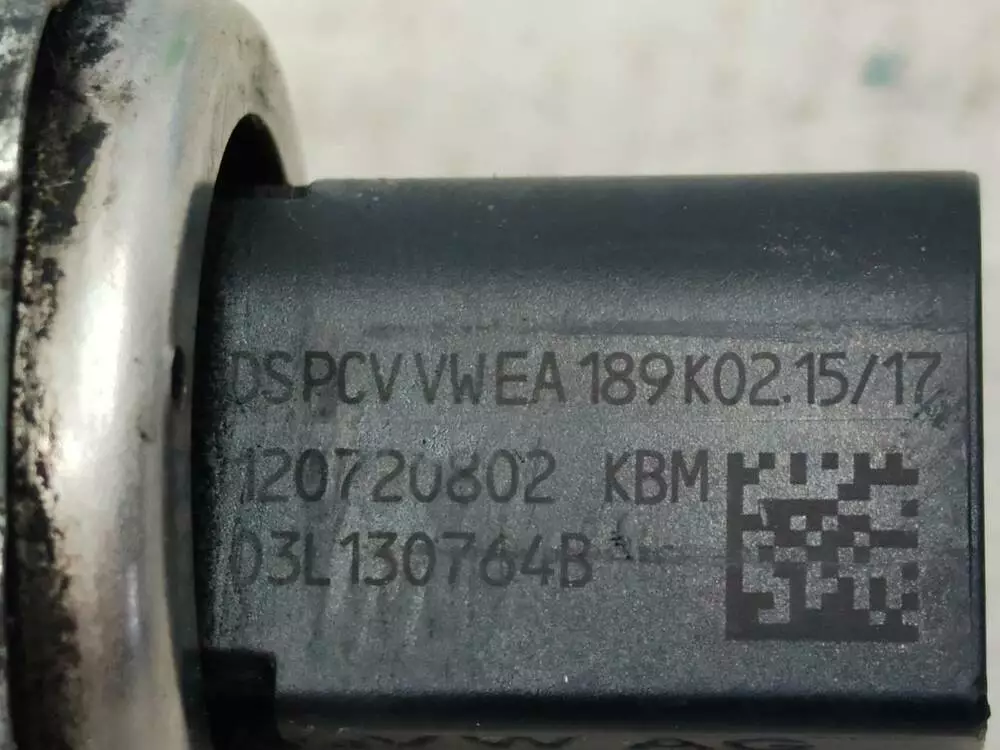 DSPCV VW EA 189 K02.15/17
120720802 KBM
03L130764B